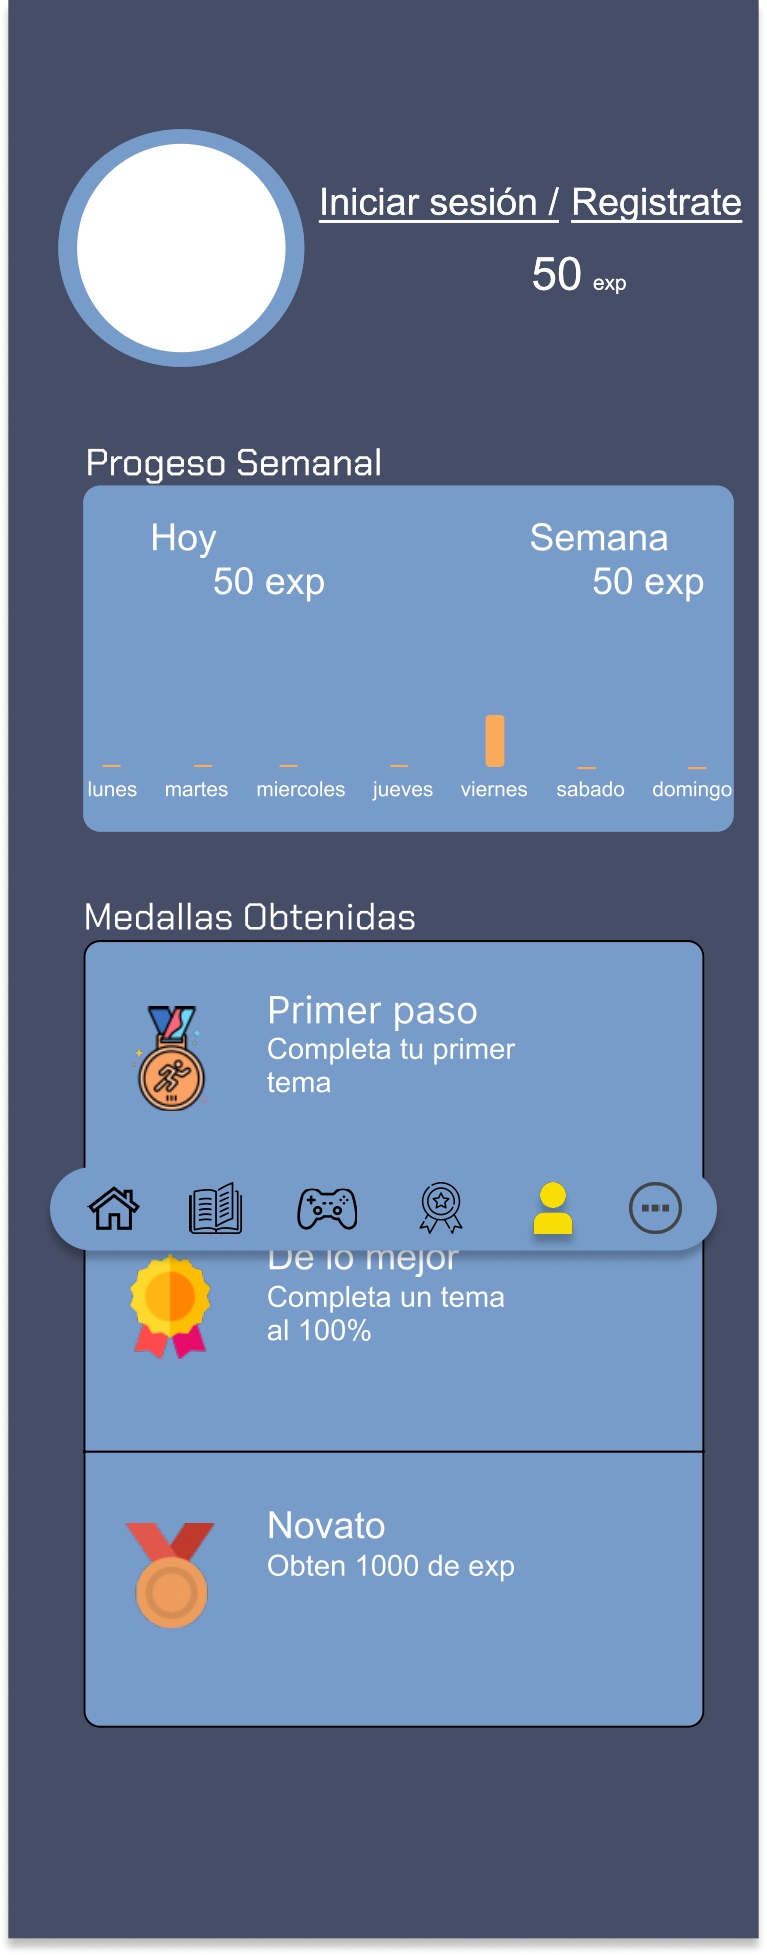 Iniciar sesión / Registrate
50 exp
Progeso Semanal
Hoy
50 exp
Semana
50 exp
lunes martes miercoles jueves viernes sabado domingo
Medallas Obtenidas
Primer paso
Completa tu primer
tema
De lo mejor
Completa un tema
al 100%
Novato
Obten 1000 de exp